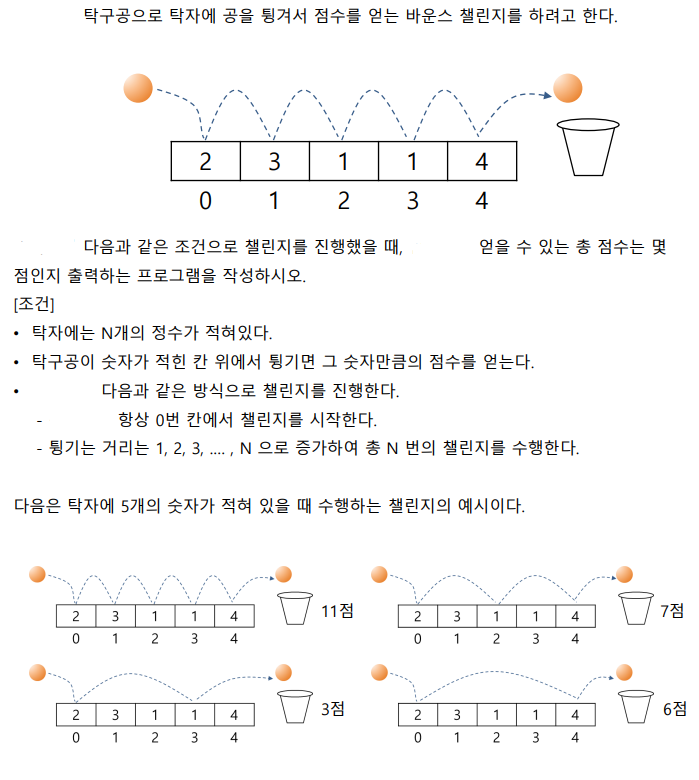 탁구공으로 탁자에 공을 튕겨서 점수를 얻는 바운스 챌린지를 하려고 한다.
2 3 1 1 4
0 1 2 3 4
다음과 같은 조건으로 챌린지를 진행했을 때, 얻을 수 있는 총 점수는 몇
점인지 출력하는 프로그램을 작성하시오.
[조건]
• 탁자에는 N개의 정수가 적혀있다.
• 탁구공이 숫자가 적힌 칸 위에서 튕기면 그 숫자만큼의 점수를 얻는다.
• 다음과 같은 방식으로 챌린지를 진행한다.
- 항상 0번 칸에서 챌린지를 시작한다.
- 튕기는 거리는 1, 2, 3, .... , N 으로 증가하여 총 N 번의 챌린지를 수행한다.
다음은 탁자에 5개의 숫자가 적혀 있을 때 수행하는 챌린지의 예시이다.
2 3 1 1 4 11점
0 1 2 3 4
2 3 1 1 4 7점
0 1 2 3 4
2 3 1 1 4 3점
0 1 2 3 4
2 3 1 1 4 6점
0 1 2 3 4